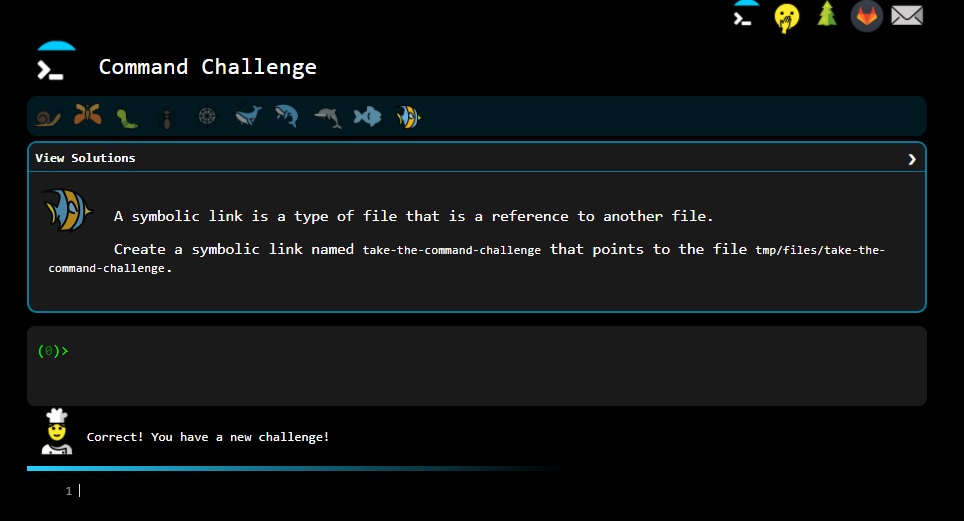 Command Challenge
View Solutions
A symbolic link is a type of file that is a reference to another file.
Create a symbolic link named take-the-command-challenge that points to the file tmp/files/take-the-
command-challenge.
(0)>
Correct! You have a new challenge!
1